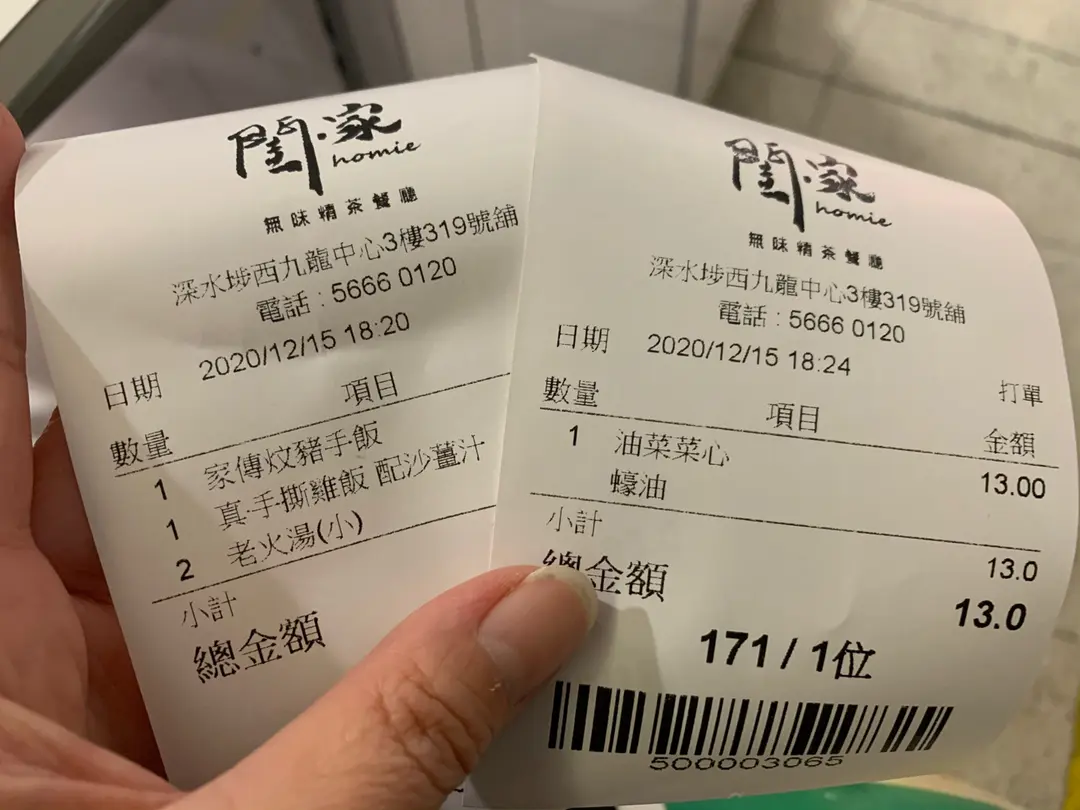 閨·家
homie
無味精茶餐廳
深水埗西九龍中心3樓319號舖
電話 : 5666 0120
日期 2020/12/15 18:20
數量 項目
1 家傳炆豬手飯
1 真·手撕雞飯 配沙薑汁
2 老火湯(小)
小計
總金額
閨·家
homie
無味精茶餐廳
深水埗西九龍中心3樓319號舖
電話 : 5666 0120
日期 2020/12/15 18:24 打單
數量 項目 金額
1 油菜菜心 13.00
蠔油
小計 13.0
總金額 13.0
171 / 1位
500003065